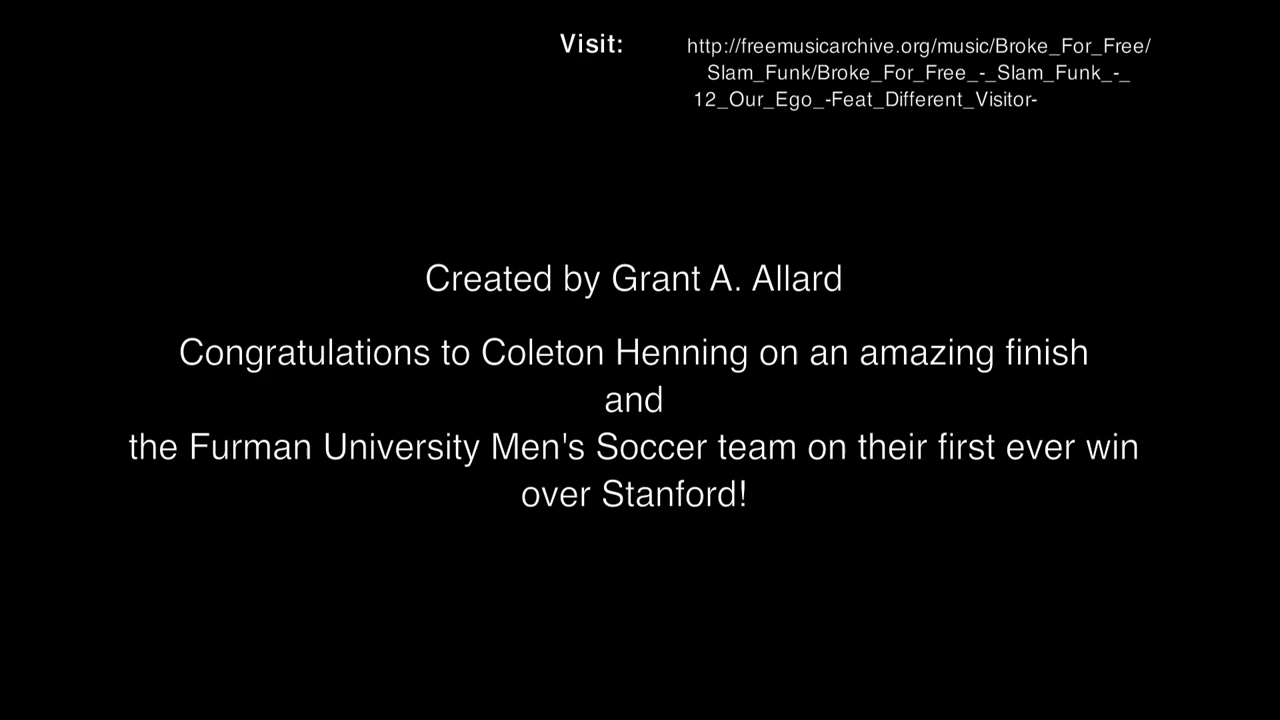 Visit: http://freemusicarchive.org/music/Broke_For_Free/
Slam_Funk/Broke_For_Free_-_Slam_Funk_-_
12_Our_Ego_-Feat_Different_Visitor-
Created by Grant A. Allard
Congratulations to Coleton Henning on an amazing finish
and
the Furman University Men's Soccer team on their first ever win
over Stanford!